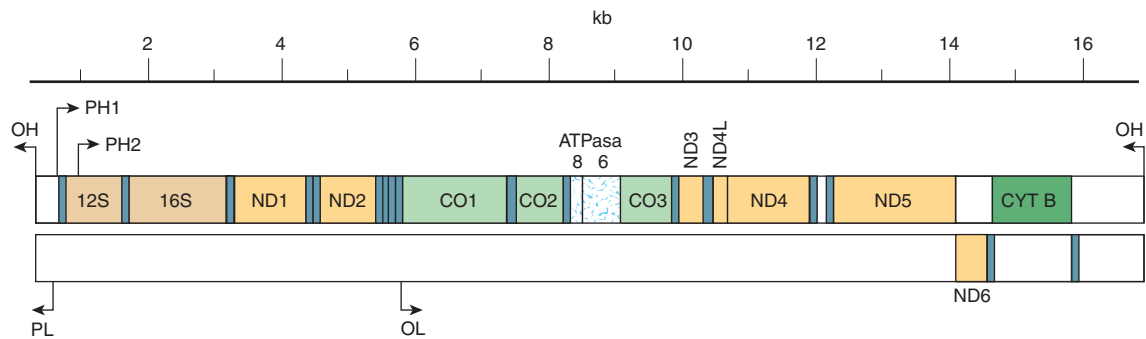 kb
2 4 6 8 10 12 14 16
PH1
OH PH2 ATPasa ND3 ND4L OH
8 6
12S 16S ND1 ND2 CO1 CO2 CO3 ND4 ND5 CYT B
ND6
PL OL